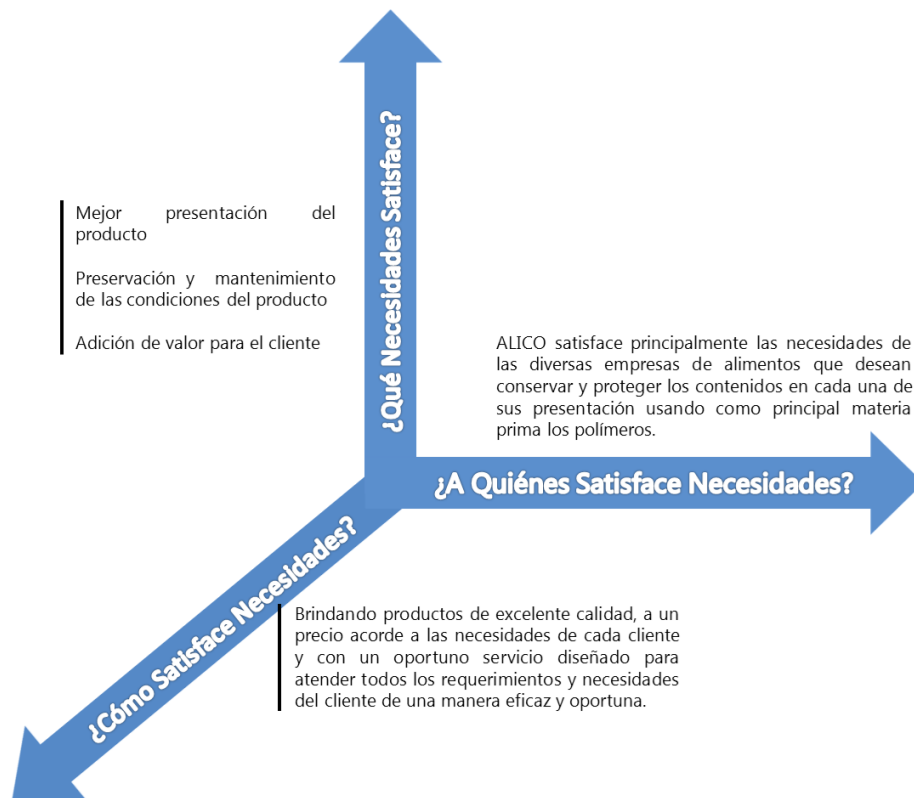 ¿Qué Necesidades Satisface?
Mejor presentación del
producto
Preservación y mantenimiento
de las condiciones del producto
Adición de valor para el cliente
ALICO satisface principalmente las necesidades de
las diversas empresas de alimentos que desean
conservar y proteger los contenidos en cada una de
sus presentación usando como principal materia
prima los polímeros.
¿A Quiénes Satisface Necesidades?
¿Cómo Satisface Necesidades?
Brindando productos de excelente calidad, a un
precio acorde a las necesidades de cada cliente
y con un oportuno servicio diseñado para
atender todos los requerimientos y necesidades
del cliente de una manera eficaz y oportuna.